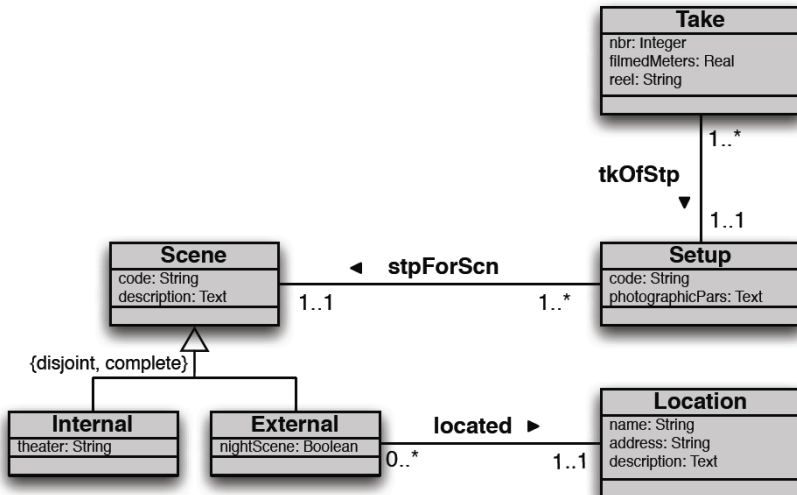 Take
nbr: Integer
filmedMeters: Real
reel: String
1..*
tkOfStp
▼
1..1
Scene
code: String
description: Text
◄ stpForScn
1..1
1..*
Setup
code: String
photographicPars: Text
{disjoint, complete}
Internal
theater: String
External
nightScene: Boolean
located ►
0..*
1..1
Location
name: String
address: String
description: Text